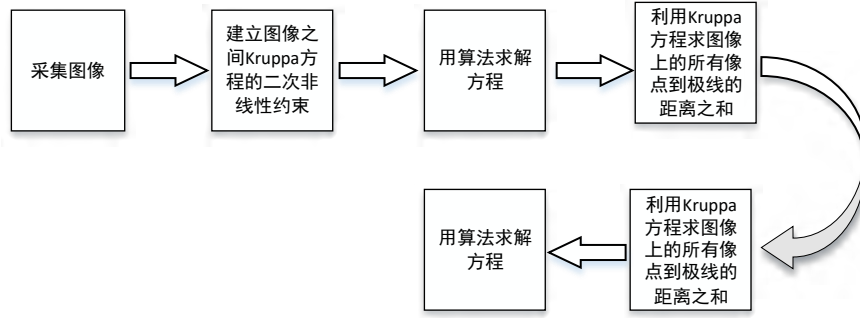 采集图像
建立图像之
间Kruppa方
程的二次非
线性约束
用算法求解
方程
利用Kruppa
方程求图像
上的所有像
点到极线的
距离之和
利用Kruppa
方程求图像
上的所有像
点到极线的
距离之和
用算法求解
方程